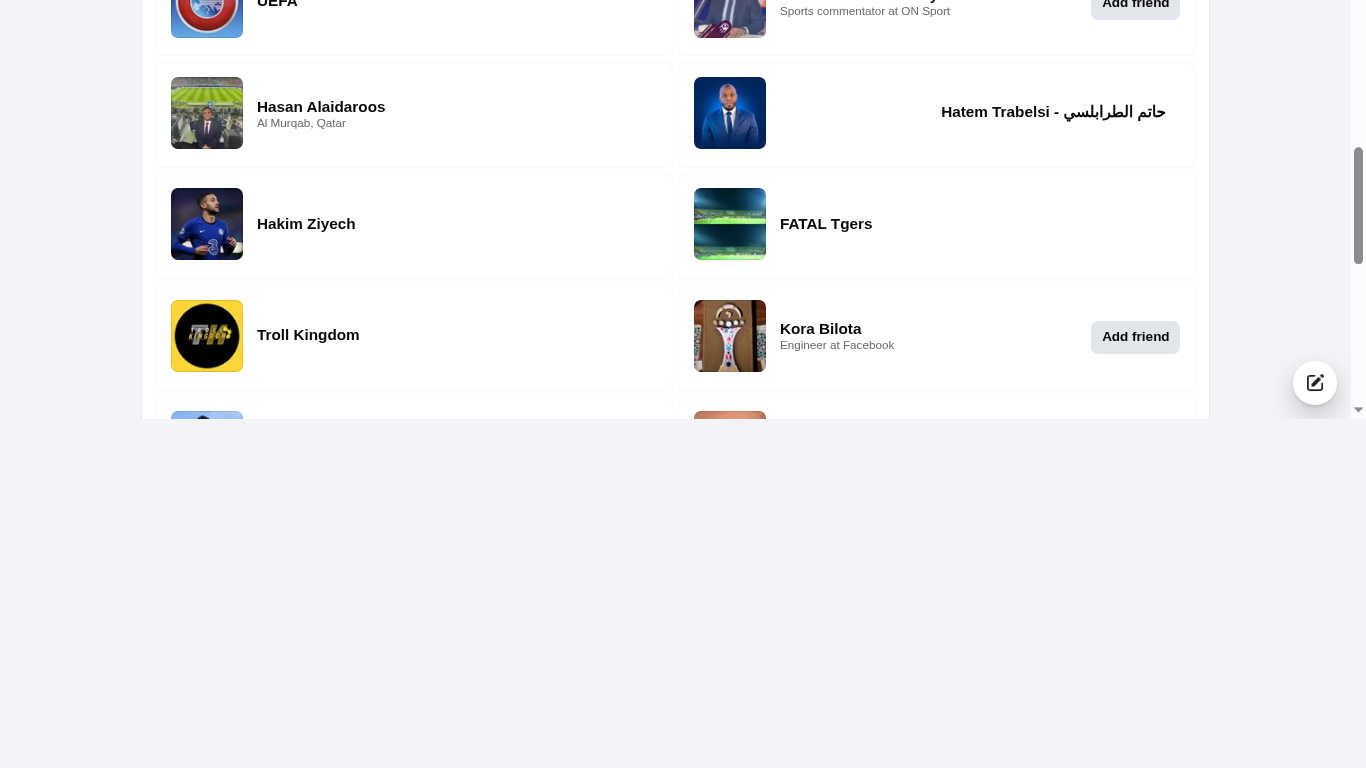 UEFA
Sports commentator at ON Sport
Add friend
Hasan Alaidaroos
Al Murqab, Qatar
Hatem Trabelsi - حاتم الطرابلسي
Hakim Ziyech
FATAL Tgers
Troll Kingdom
Kora Bilota
Engineer at Facebook
Add friend